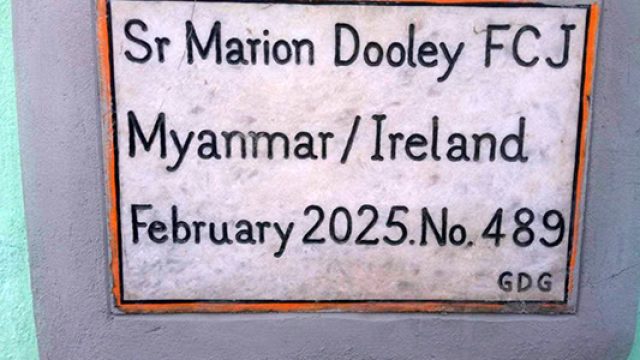 Sr Marion Dooley FCJ
Myanmar/Ireland
February 2025.No. 489
GDG